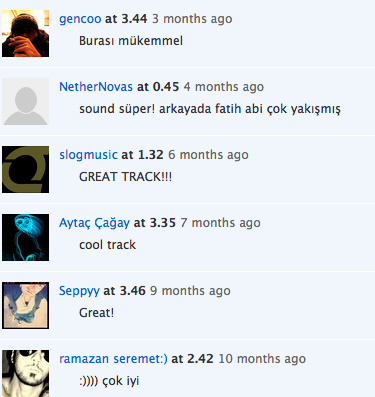 gencoo at 3.44 3 months ago
Burası mükemmel
NetherNovas at 0.45 4 months ago
sound süper! arkayada fatih abi çok yakışmış
slogmusic at 1.32 6 months ago
GREAT TRACK!!!
Aytaç Çağay at 3.35 7 months ago
cool track
Seppyy at 3.46 9 months ago
Great!
ramazan seremet:) at 2.42 10 months ago
:)))) çok iyi